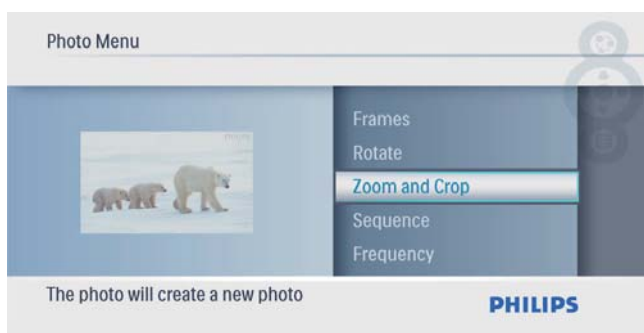 Photo Menu
Frames
Rotate
Zoom and Crop
Sequence
Frequency
The photo will create a new photo
PHILIPS